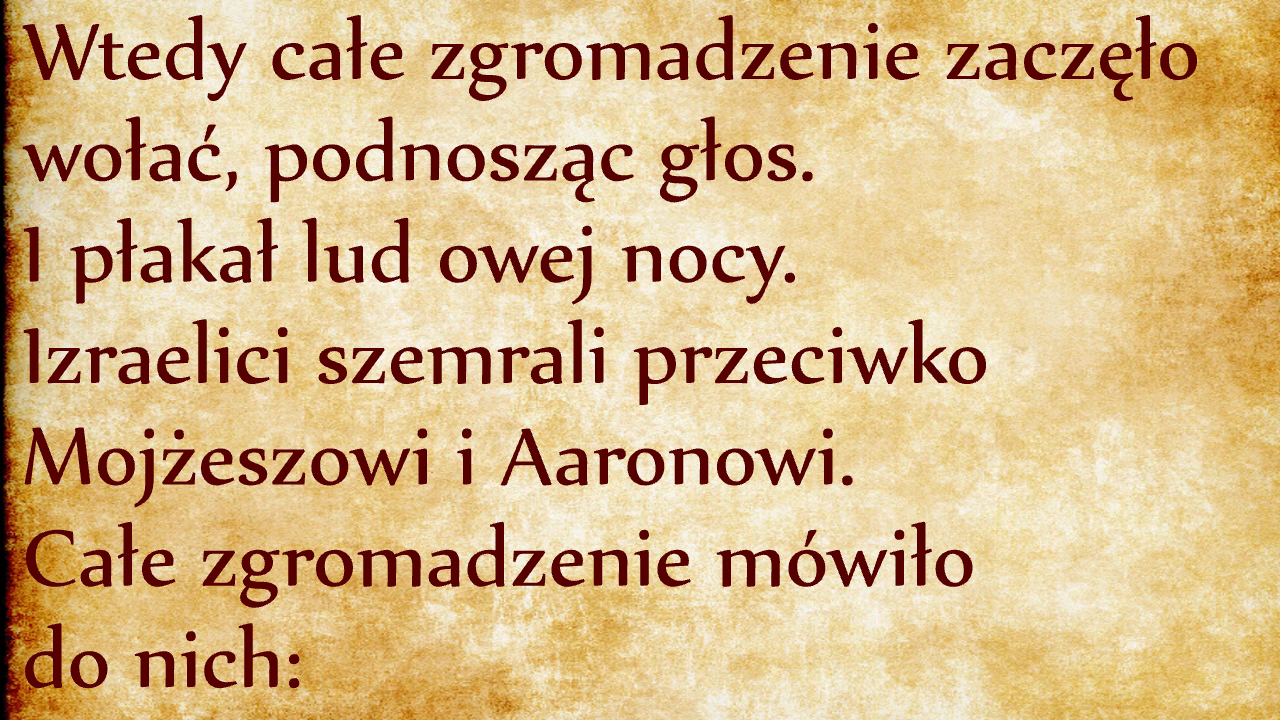 Wtedy całe zgromadzenie zaczęło
wołać, podnosząc głos.
I płakał lud owej nocy.
Izraelici szemrali przeciwko
Mojżeszowi i Aaronowi.
Całe zgromadzenie mówiło
do nich: